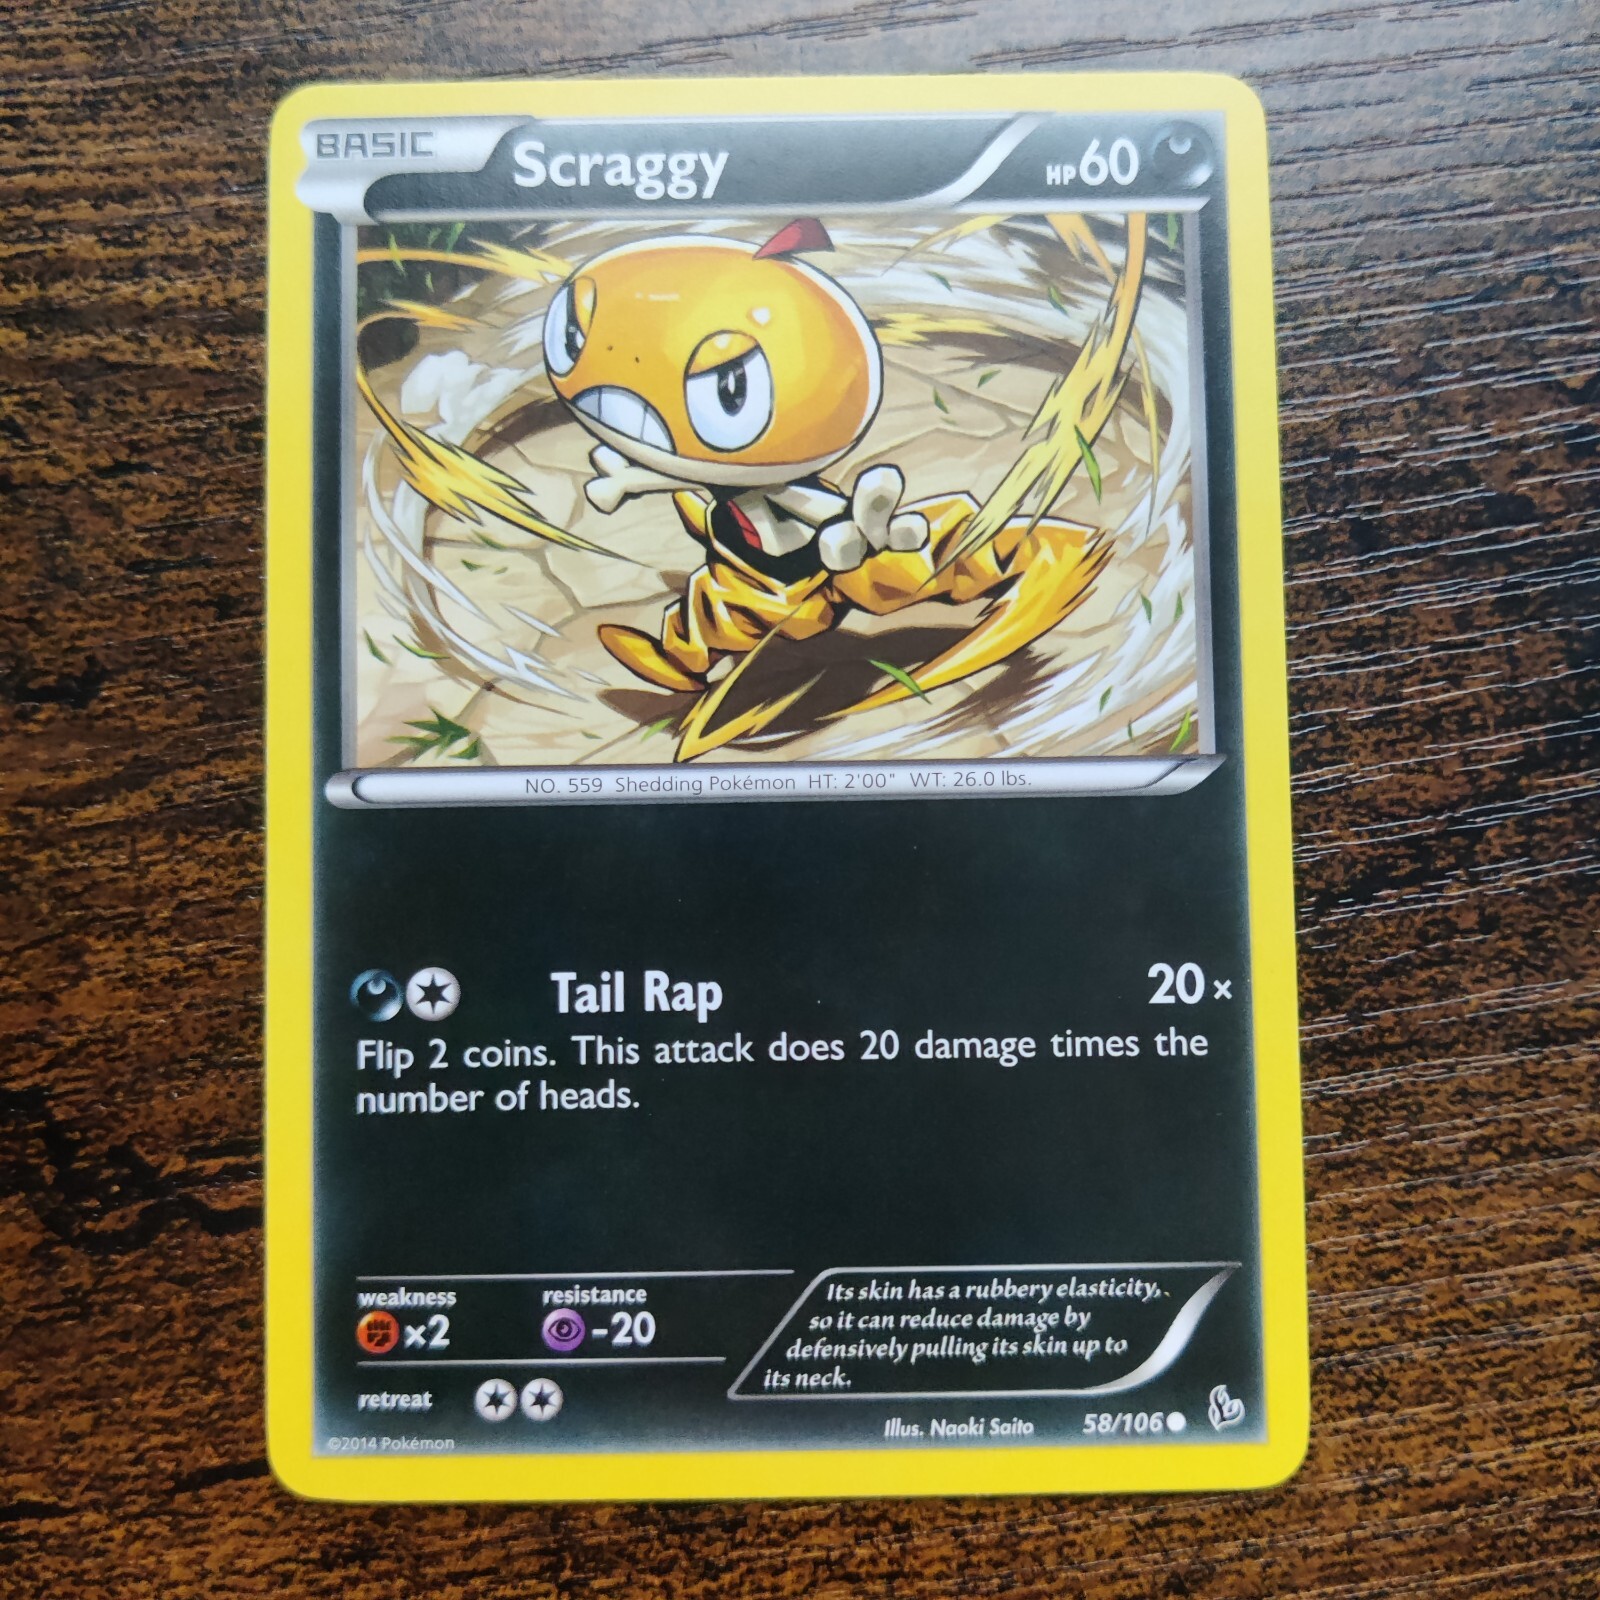 BASIC Scraggy HP60
NO. 559 Shedding Pokémon HT: 2'00" WT: 26.0 lbs.
Tail Rap 20×
Flip 2 coins. This attack does 20 damage times the
number of heads.
weakness resistance
×2 -20
retreat
Its skin has a rubbery elasticity,
so it can reduce damage by
defensively pulling its skin up to
its neck.
Illus. Naoki Saito 58/106
©2014 Pokémon